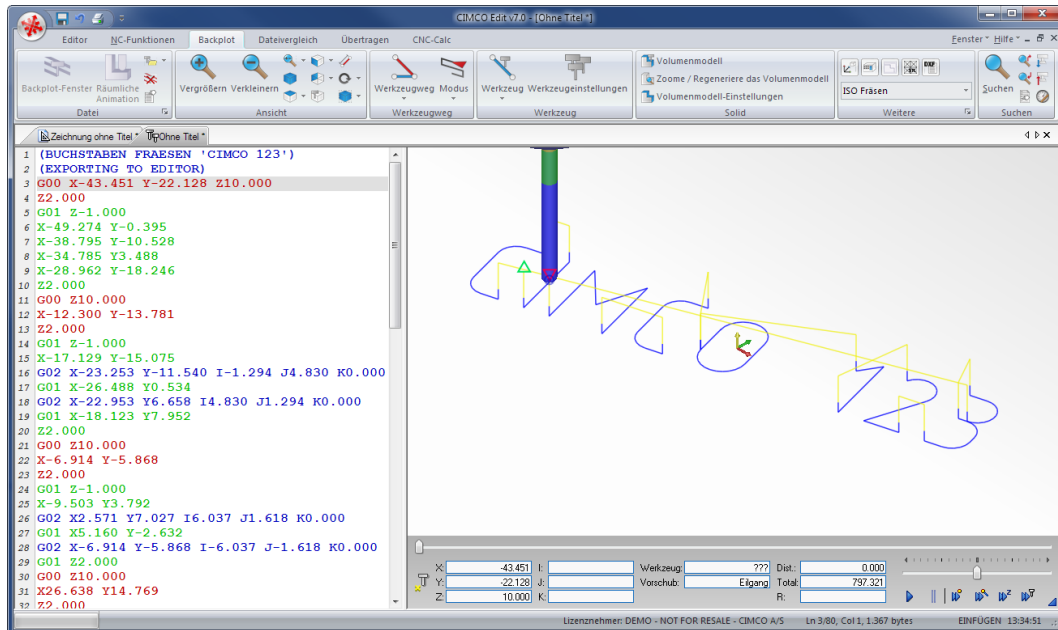 CIMCO Edit v7.0 - [Ohne Titel *]
Editor NC-Funktionen Backplot Dateivergleich Übertragen CNC-Calc Fenster Hilfe
Backplot-Fenster Räumliche Animation
Vergrößern Verkleinern
Werkzeugweg Modus
Werkzeug Werkzeugeinstellungen
Volumenmodell
Zoome / Regeneriere das Volumenmodell
Volumenmodell-Einstellungen
DXF
ISO Fräsen
Suchen
Datei Ansicht Werkzeugweg Werkzeug Solid Weitere Suchen
Zeichnung ohne Titel * Ohne Titel *
1 (BUCHSTABEN FRAESEN 'CIMCO 123')
2 (EXPORTING TO EDITOR)
3 G00 X-43.451 Y-22.128 Z10.000
4 Z2.000
5 G01 Z-1.000
6 X-49.274 Y-0.395
7 X-38.795 Y-10.528
8 X-34.785 Y3.488
9 X-28.962 Y-18.246
10 Z2.000
11 G00 Z10.000
12 X-12.300 Y-13.781
13 Z2.000
14 G01 Z-1.000
15 X-17.129 Y-15.075
16 G02 X-23.253 Y-11.540 I-1.294 J4.830 K0.000
17 G01 X-26.488 Y0.534
18 G02 X-22.953 Y6.658 I4.830 J1.294 K0.000
19 G01 X-18.123 Y7.952
20 Z2.000
21 G00 Z10.000
22 X-6.914 Y-5.868
23 Z2.000
24 G01 Z-1.000
25 X-9.503 Y3.792
26 G02 X2.571 Y7.027 I6.037 J1.618 K0.000
27 G01 X5.160 Y-2.632
28 G02 X-6.914 Y-5.868 I-6.037 J-1.618 K0.000
29 G01 Z2.000
30 G00 Z10.000
31 X26.638 Y14.769
32 Z2.000
X: -43.451 I: Werkzeug: ??? Dist.: 0.000
Y: -22.128 J: Vorschub: Eilgang Total: 797.321
Z: 10.000 K: R:
Lizenznehmer: DEMO - NOT FOR RESALE - CIMCO A/S Ln 3/80, Col 1, 1.367 bytes EINFÜGEN 13:34:51